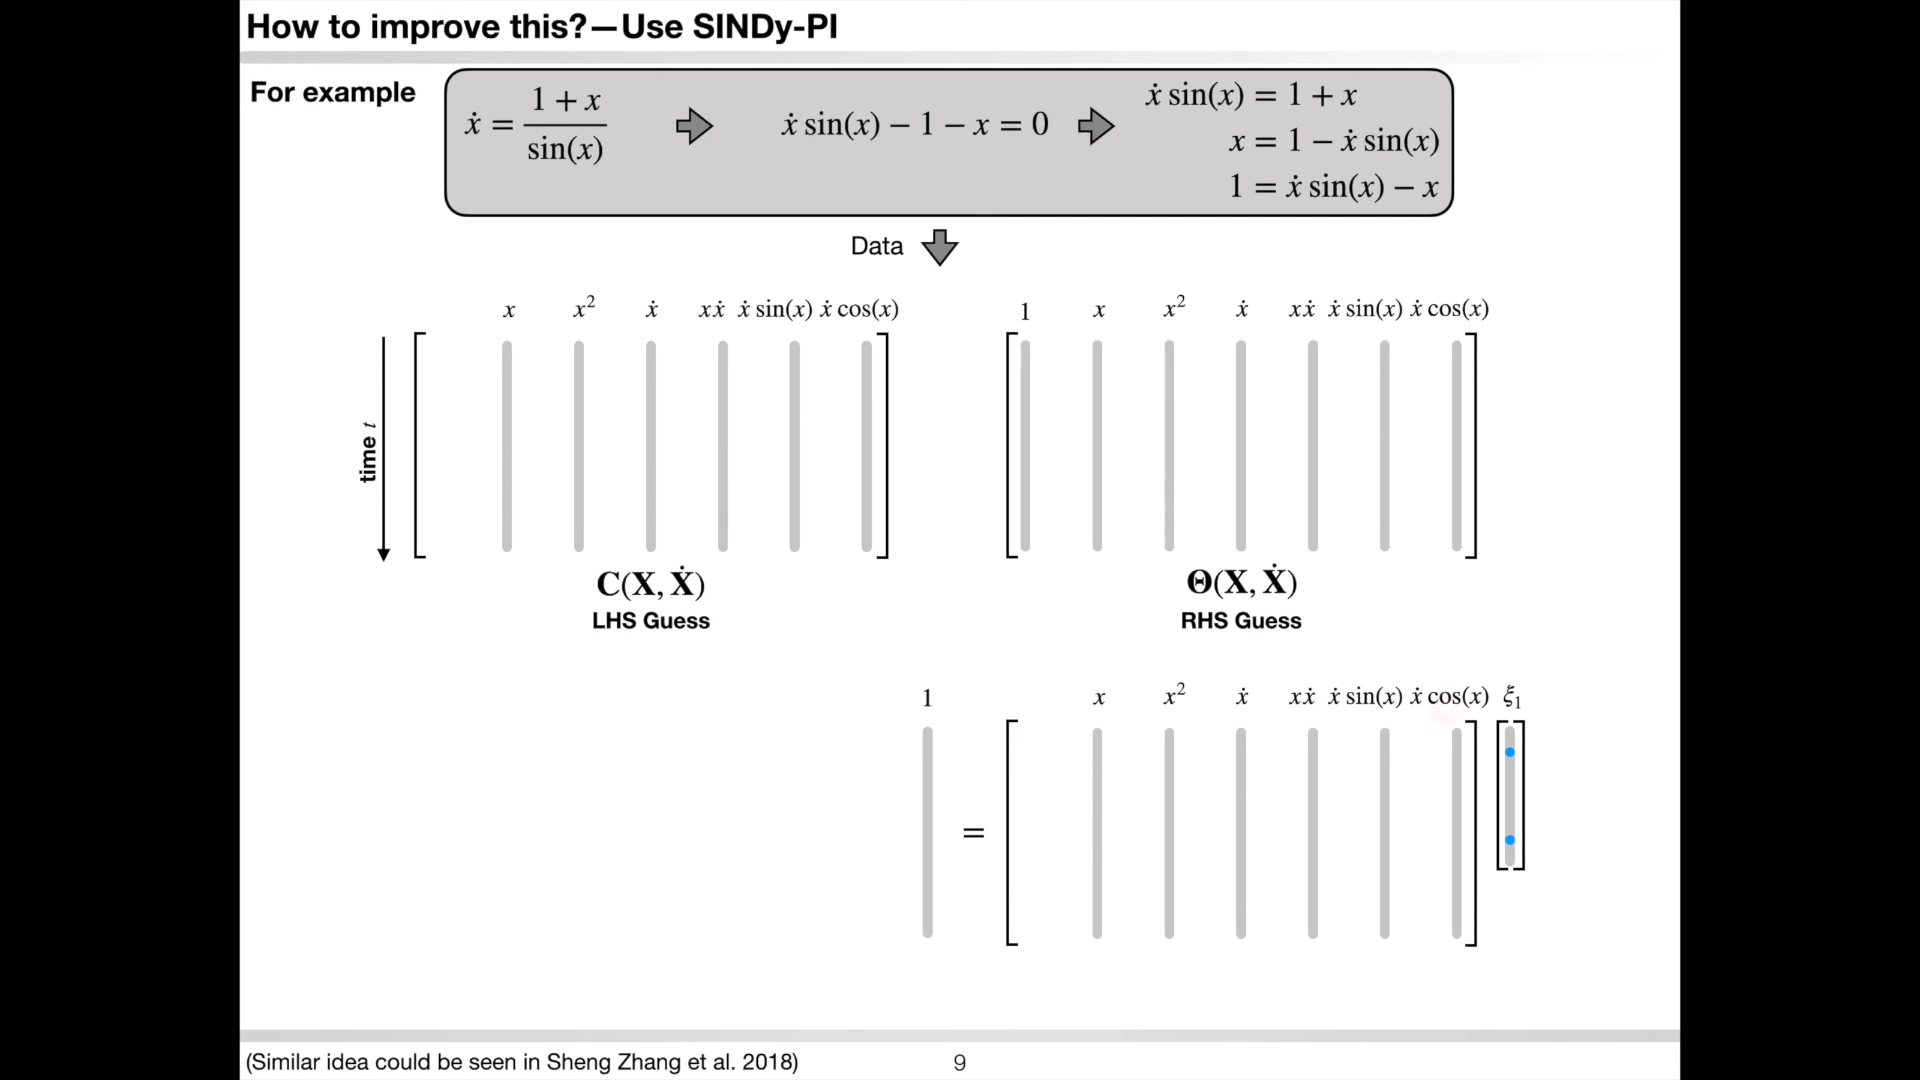 How to improve this?—Use SINDy-PI
For example
ẋ = (1 + x) / sin(x)
ẋ sin(x) − 1 − x = 0
ẋ sin(x) = 1 + x
x = 1 − ẋ sin(x)
1 = ẋ sin(x) − x
Data
x x² ẋ xẋ ẋ sin(x) ẋ cos(x)
1 x x² ẋ xẋ ẋ sin(x) ẋ cos(x)
time t
C(X, Ẋ)
LHS Guess
Θ(X, Ẋ)
RHS Guess
1 = x x² ẋ xẋ ẋ sin(x) ẋ cos(x) ξ₁
(Similar idea could be seen in Sheng Zhang et al. 2018)
9